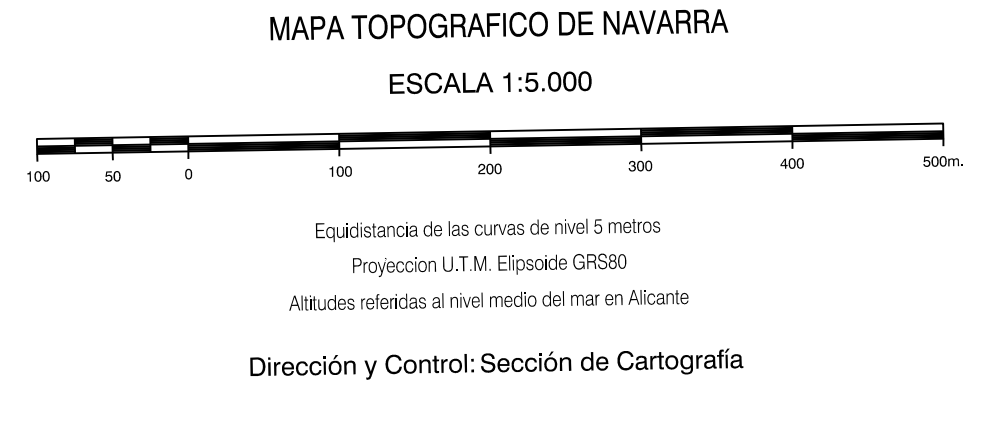 MAPA TOPOGRAFICO DE NAVARRA
ESCALA 1:5.000
100 50 0 100 200 300 400 500m.
Equidistancia de las curvas de nivel 5 metros
Proyeccion U.T.M. Elipsoide GRS80
Altitudes referidas al nivel medio del mar en Alicante
Dirección y Control: Sección de Cartografía